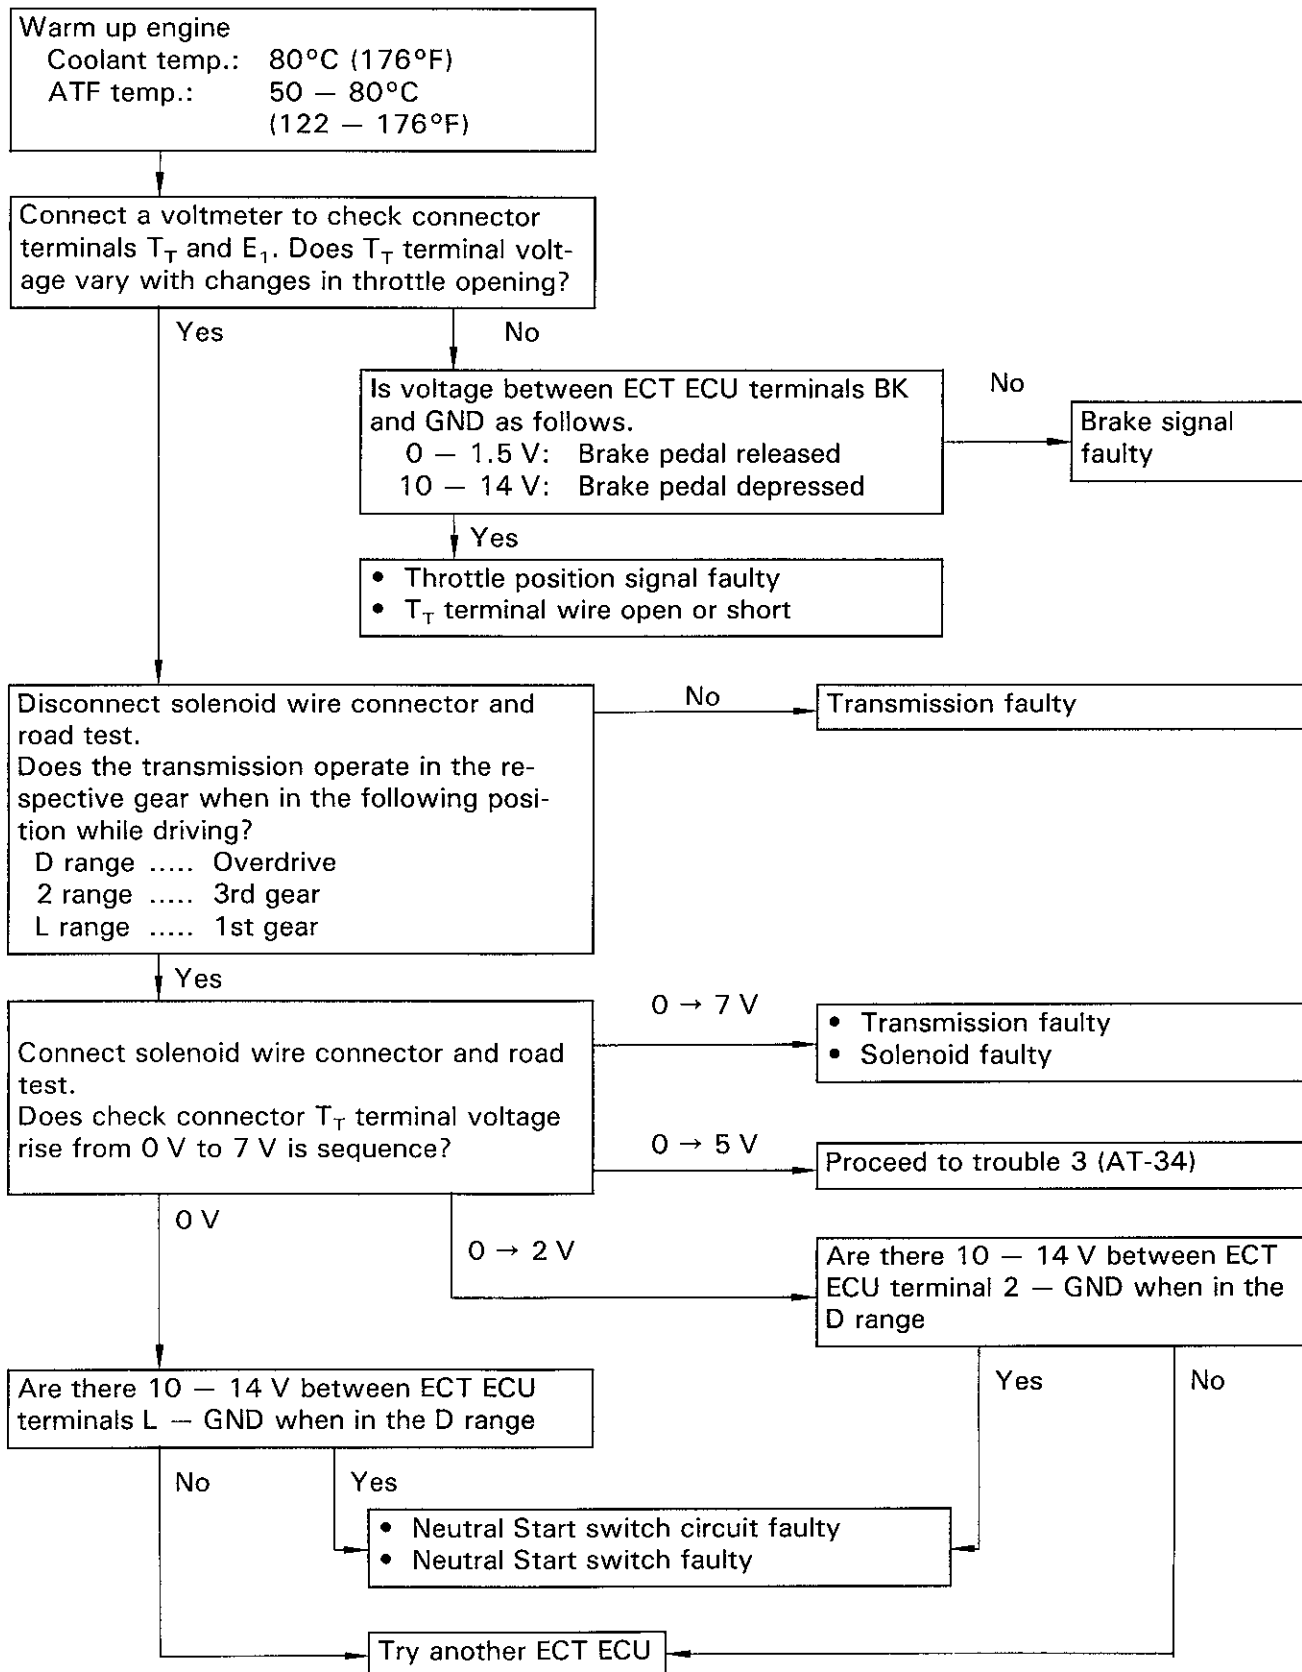 Warm up engine
Coolant temp.: 80°C (176°F)
ATF temp.: 50 — 80°C
(122 — 176°F)
Connect a voltmeter to check connector
terminals T_T and E_1. Does T_T terminal volt-
age vary with changes in throttle opening?
Yes
No
Is voltage between ECT ECU terminals BK
and GND as follows.
0 — 1.5 V: Brake pedal released
10 — 14 V: Brake pedal depressed
No
Brake signal
faulty
Yes
• Throttle position signal faulty
• T_T terminal wire open or short
Disconnect solenoid wire connector and
road test.
Does the transmission operate in the re-
spective gear when in the following posi-
tion while driving?
D range ..... Overdrive
2 range ..... 3rd gear
L range ..... 1st gear
No
Transmission faulty
Yes
Connect solenoid wire connector and road
test.
Does check connector T_T terminal voltage
rise from 0 V to 7 V is sequence?
0 → 7 V
• Transmission faulty
• Solenoid faulty
0 → 5 V
Proceed to trouble 3 (AT-34)
0 V
0 → 2 V
Are there 10 — 14 V between ECT
ECU terminal 2 — GND when in the
D range
Yes
No
Are there 10 — 14 V between ECT ECU
terminals L — GND when in the D range
No
Yes
• Neutral Start switch circuit faulty
• Neutral Start switch faulty
Try another ECT ECU